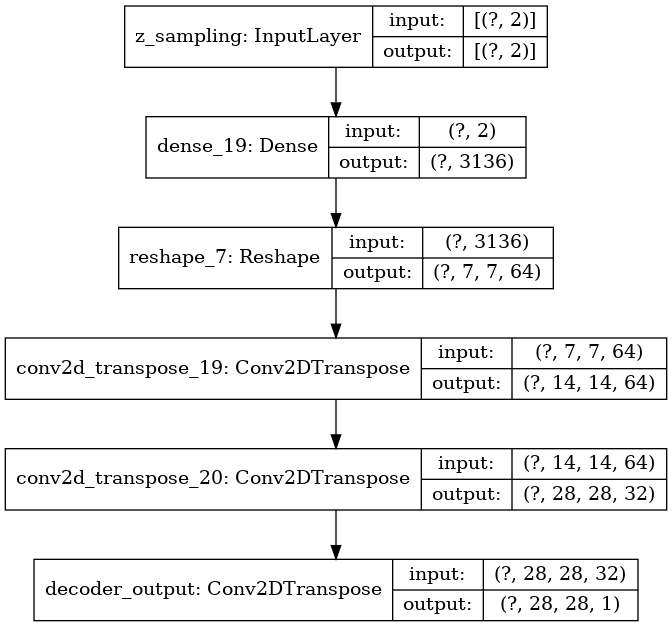 z_sampling: InputLayer
input: [(?, 2)]
output: [(?, 2)]
dense_19: Dense
input: (?, 2)
output: (?, 3136)
reshape_7: Reshape
input: (?, 3136)
output: (?, 7, 7, 64)
conv2d_transpose_19: Conv2DTranspose
input: (?, 7, 7, 64)
output: (?, 14, 14, 64)
conv2d_transpose_20: Conv2DTranspose
input: (?, 14, 14, 64)
output: (?, 28, 28, 32)
decoder_output: Conv2DTranspose
input: (?, 28, 28, 32)
output: (?, 28, 28, 1)